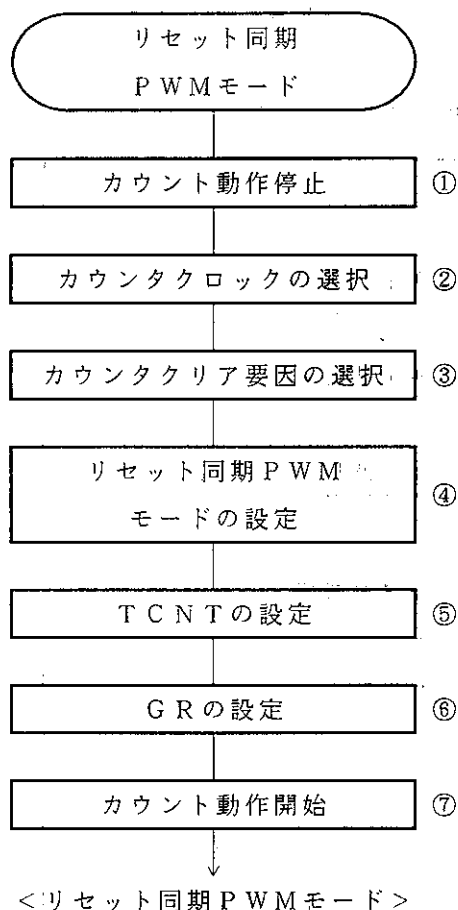 リセット同期
PWMモード
カウント動作停止 ①
カウンタクロックの選択 ②
カウンタクリア要因の選択 ③
リセット同期PWM
モードの設定 ④
TCNTの設定 ⑤
GRの設定 ⑥
カウント動作開始 ⑦
<リセット同期PWMモード>